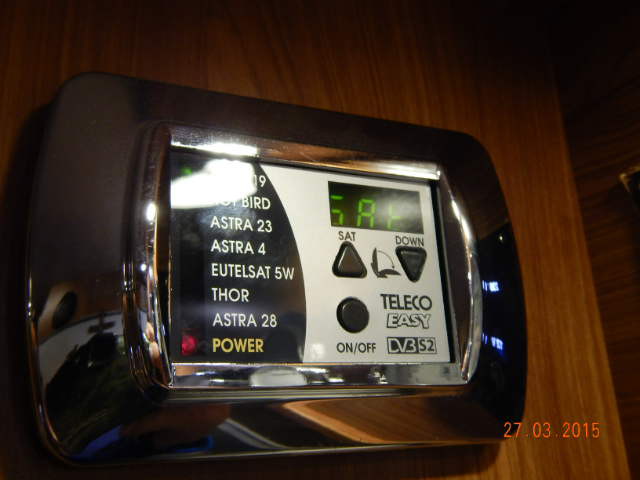 19
BIRD
ASTRA 23
ASTRA 4
EUTELSAT 5W
THOR
ASTRA 28
POWER
SAt
SAT
DOWN
TELECO
EASY
ON/OFF
DVB S2
27.03.2015